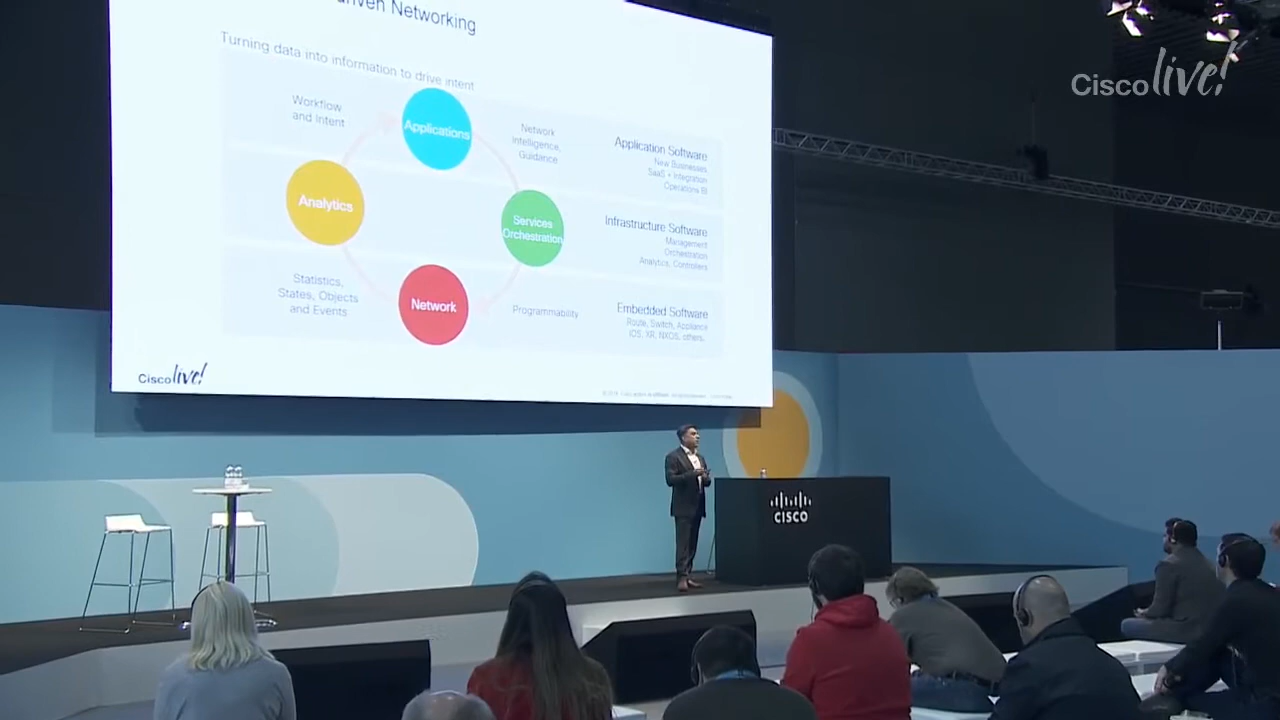 Networking
Turning data into information to drive intent
Workflow
and Intent
Applications
Network
Intelligence,
Guidance
Application Software
New Businesses
SaaS + Integration
Operations BI
Analytics
Services
Orchestration
Infrastructure Software
Management
Orchestration
Analytics, Controllers
Statistics,
States, Objects
and Events
Network
Programmability
Embedded Software
Route, Switch, Appliance
iOS, XR, NXOS, others.
Cisco live!
Cisco live!
CISCO